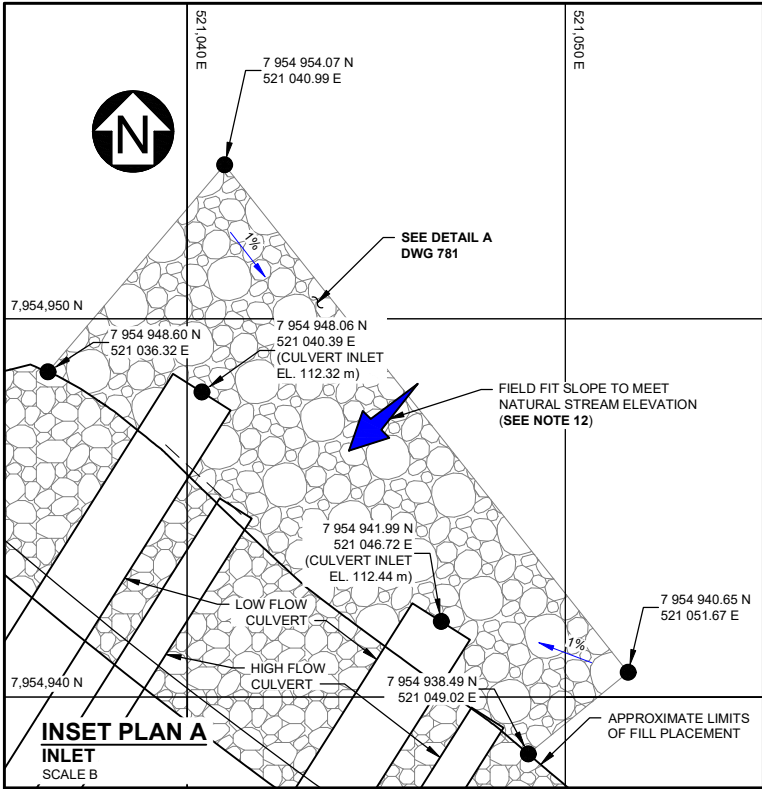 521,040 E
521,050 E
7 954 954.07 N
521 040.99 E
N
1%
SEE DETAIL A
DWG 781
7,954,950 N
7 954 948.60 N
521 036.32 E
7 954 948.06 N
521 040.39 E
(CULVERT INLET
EL. 112.32 m)
FIELD FIT SLOPE TO MEET
NATURAL STREAM ELEVATION
(SEE NOTE 12)
7 954 941.99 N
521 046.72 E
(CULVERT INLET
EL. 112.44 m)
LOW FLOW
CULVERT
7 954 940.65 N
521 051.67 E
1%
HIGH FLOW
CULVERT
7 954 938.49 N
521 049.02 E
7,954,940 N
APPROXIMATE LIMITS
OF FILL PLACEMENT
INSET PLAN A
INLET
SCALE B